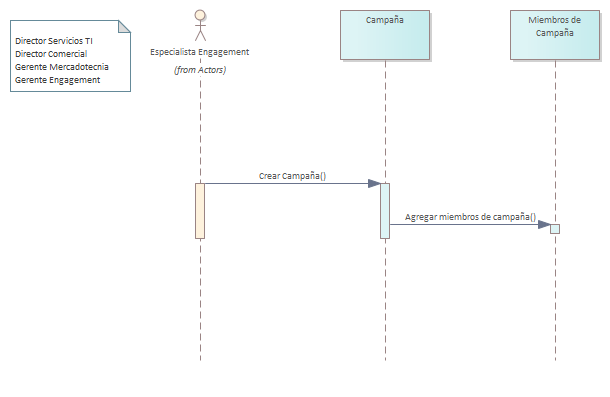 Director Servicios TI
Director Comercial
Gerente Mercadotecnia
Gerente Engagement
Especialista Engagement
(from Actors)
Campaña
Miembros de
Campaña
Crear Campaña()
Agregar miembros de campaña()